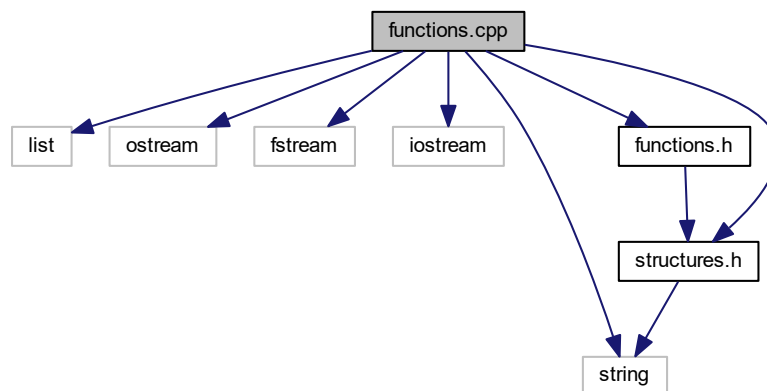 functions.cpp
list
ostream
fstream
iostream
functions.h
structures.h
string